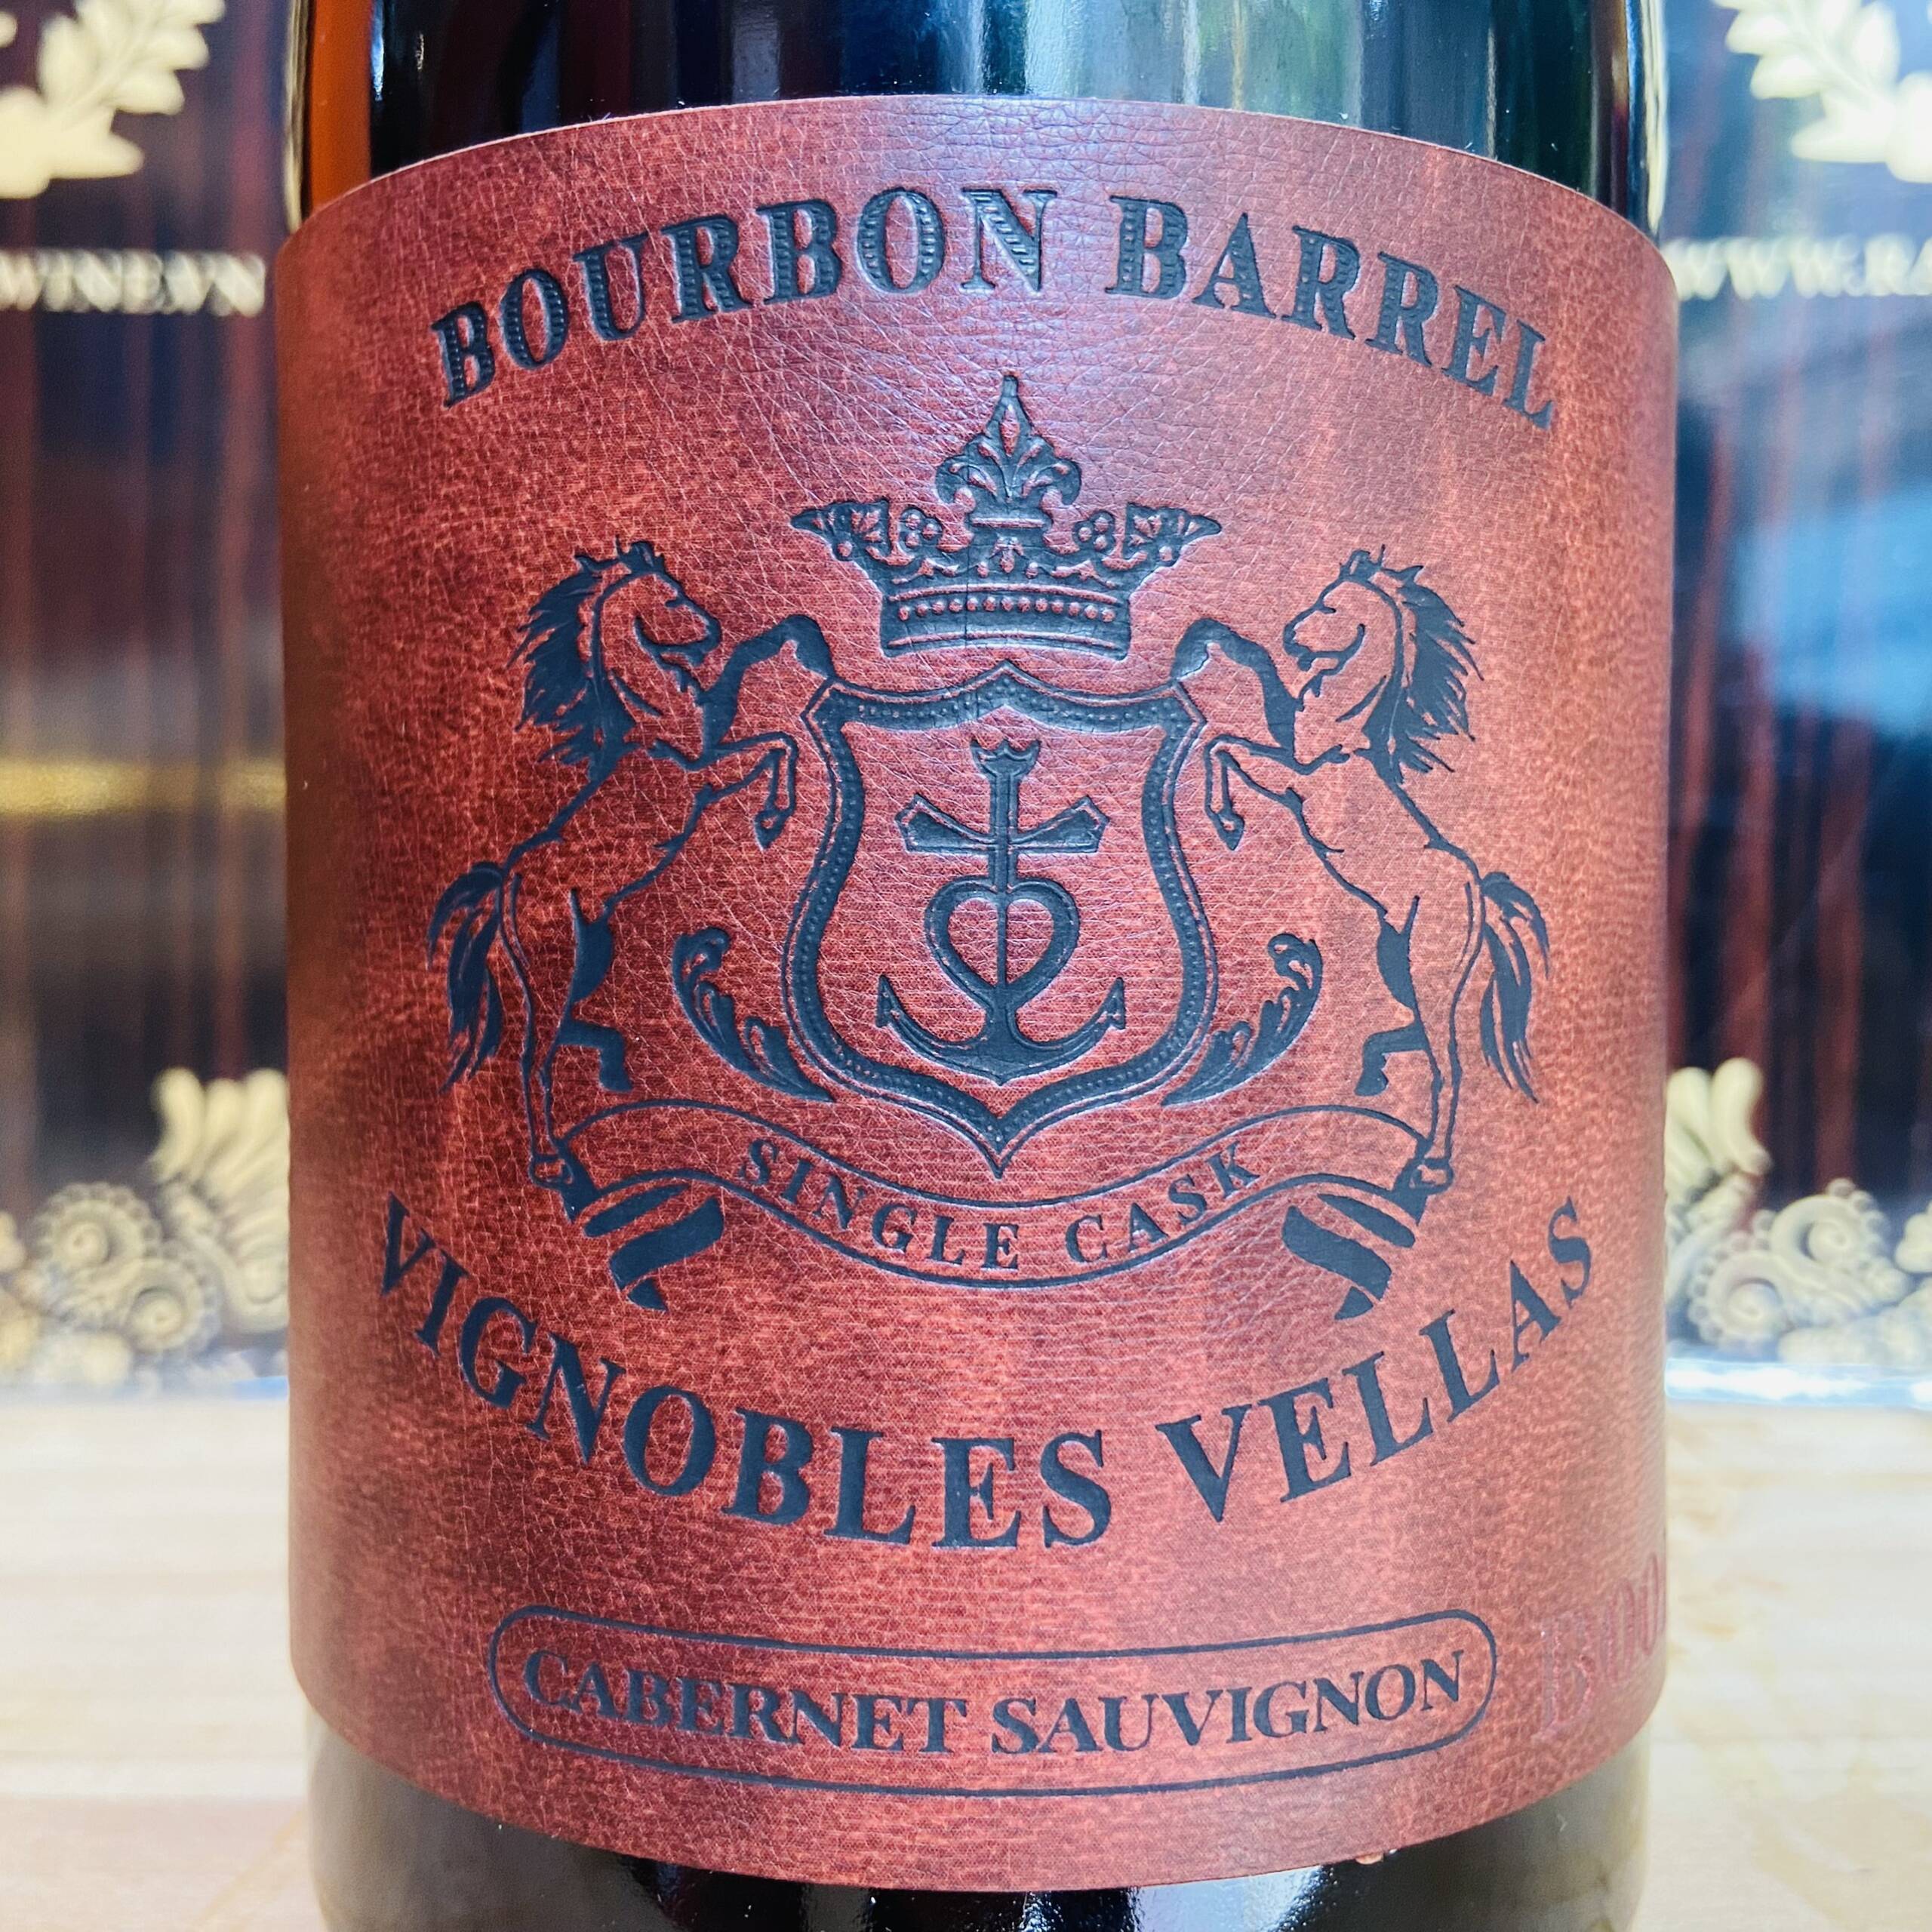 BOURBON BARREL
SINGLE CASK
VIGNOBLES VELLAS
CABERNET SAUVIGNON